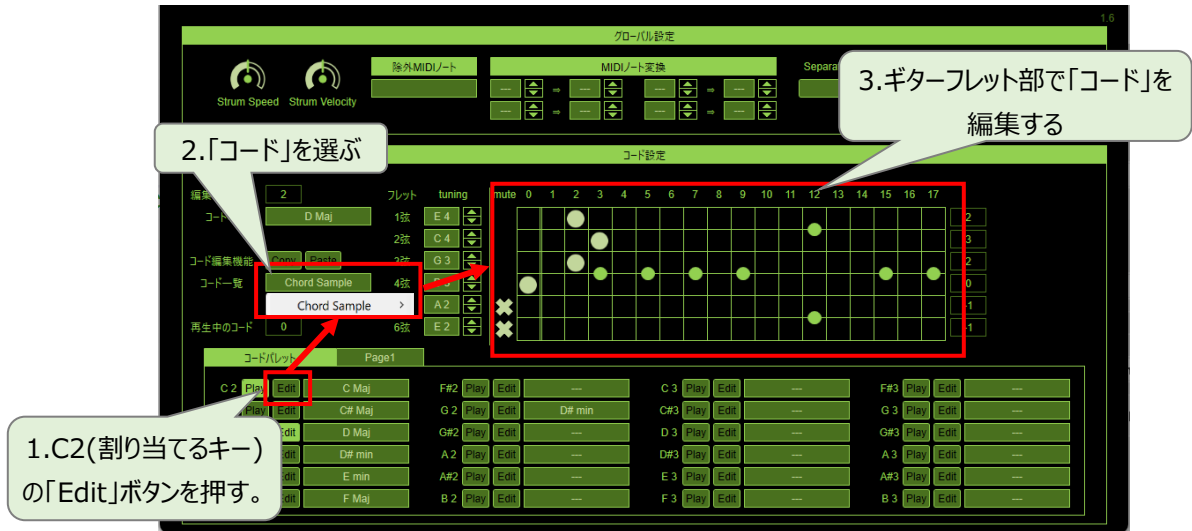 1.6
グローバル設定
除外MIDIノート
MIDIノート変換
Separa
Strum Speed
Strum Velocity
--- ⇒ --- --- ⇒ ---
--- ⇒ --- --- ⇒ ---
3.ギターフレット部で「コード」を
編集する
2.「コード」を選ぶ
コード設定
編集 2
フレット tuning mute 0 1 2 3 4 5 6 7 8 9 10 11 12 13 14 15 16 17
コード D Maj 1弦 E 4 2
2弦 C 4 3
コード編集機能 Copy Paste 3弦 G 3 2
コード一覧 Chord Sample 4弦 0
Chord Sample > A 2 -1
再生中のコード 0 6弦 E 2 -1
コードパレット Page1
C 2 Play Edit C Maj F#2 Play Edit --- C 3 Play Edit --- F#3 Play Edit ---
Play Edit C# Maj G 2 Play Edit D# min C#3 Play Edit --- G 3 Play Edit ---
Edit D Maj G#2 Play Edit --- D 3 Play Edit --- G#3 Play Edit ---
Edit D# min A 2 Play Edit --- D#3 Play Edit --- A 3 Play Edit ---
Edit E min A#2 Play Edit --- E 3 Play Edit --- A#3 Play Edit ---
Edit F Maj B 2 Play Edit --- F 3 Play Edit --- B 3 Play Edit ---
1.C2(割り当てるキー)
の「Edit」ボタンを押す。